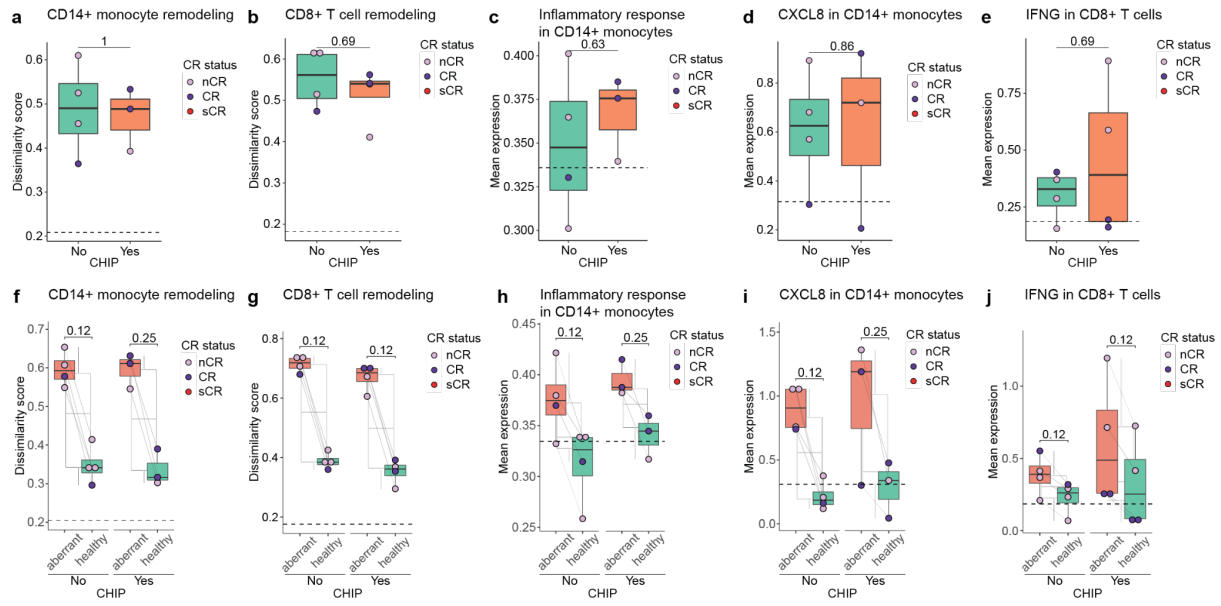 a CD14+ monocyte remodeling
1
0.6
0.5
0.4
0.3
0.2
Dissimilarity score
No Yes
CHIP
CR status
nCR
CR
sCR
b CD8+ T cell remodeling
0.69
0.6
0.5
0.4
0.3
0.2
Dissimilarity score
No Yes
CHIP
CR status
nCR
CR
sCR
c Inflammatory response
in CD14+ monocytes
0.63
0.400
0.375
0.350
0.325
0.300
Mean expression
No Yes
CHIP
CR status
nCR
CR
sCR
d CXCL8 in CD14+ monocytes
0.86
0.8
0.6
0.4
0.2
Mean expression
No Yes
CHIP
CR status
nCR
CR
sCR
e IFNG in CD8+ T cells
0.69
0.75
0.50
0.25
Mean expression
No Yes
CHIP
CR status
nCR
CR
sCR
f CD14+ monocyte remodeling
0.12 0.25
0.7
0.6
0.5
0.4
0.3
0.2
Dissimilarity score
aberrant healthy aberrant healthy
No Yes
CHIP
CR status
nCR
CR
sCR
g CD8+ T cell remodeling
0.12 0.12
0.8
0.6
0.4
0.2
Dissimilarity score
aberrant healthy aberrant healthy
No Yes
CHIP
CR status
nCR
CR
sCR
h Inflammatory response
in CD14+ monocytes
0.12 0.25
0.45
0.40
0.35
0.30
0.25
Mean expression
aberrant healthy aberrant healthy
No Yes
CHIP
CR status
nCR
CR
sCR
i CXCL8 in CD14+ monocytes
0.12 0.25
1.5
1.0
0.5
0.0
Mean expression
aberrant healthy aberrant healthy
No Yes
CHIP
CR status
nCR
CR
sCR
j IFNG in CD8+ T cells
0.12 0.12
1.0
0.5
0.0
Mean expression
aberrant healthy aberrant healthy
No Yes
CHIP
CR status
nCR
CR
sCR